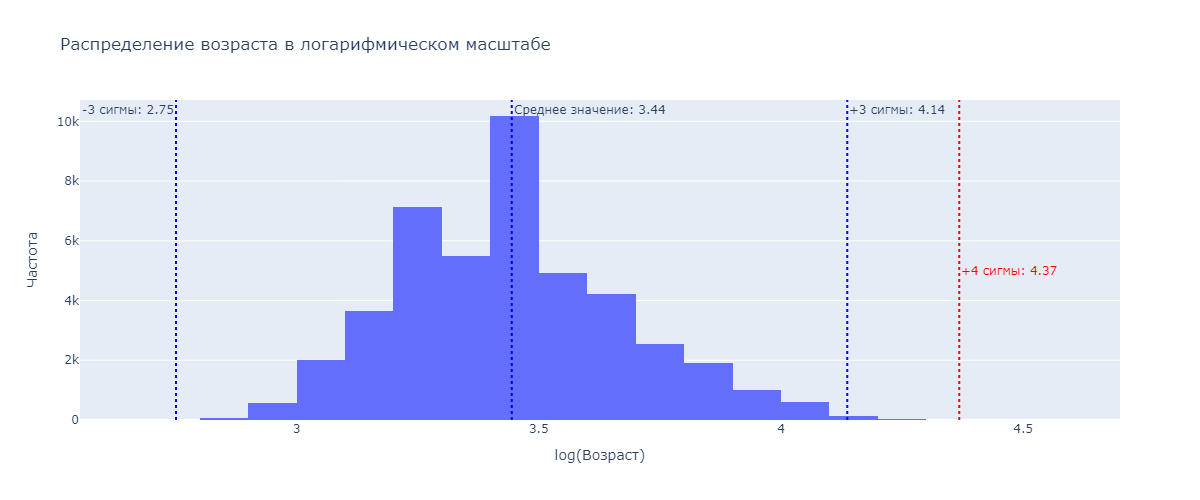 Распределение возраста в логарифмическом масштабе
-3 сигмы: 2.75
Среднее значение: 3.44
+3 сигмы: 4.14
+4 сигмы: 4.37
Частота
10k
8k
6k
4k
2k
0
3
3.5
4
4.5
log(Возраст)